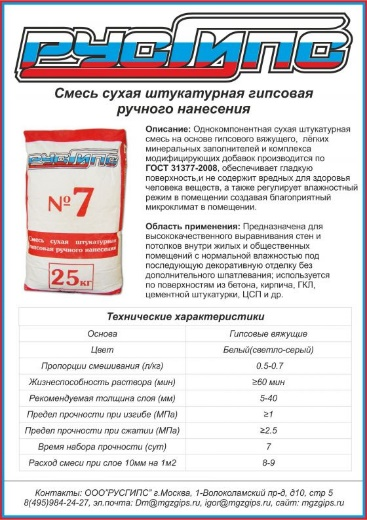 РУСГИПС
Смесь сухая штукатурная гипсовая
ручного нанесения
РУСГИПС
№7
Смесь сухая штукатурная
гипсовая ручного нанесения
25кг
Описание: Однокомпонентная сухая штукатурная
смесь на основе гипсового вяжущего, лёгких
минеральных заполнителей и комплекса
модифицирующих добавок производится по
ГОСТ 31377-2008, обеспечивает гладкую
поверхность,и не содержит вредных для здоровья
человека веществ, а также регулирует влажностный
режим в помещении создавая благоприятный
микроклимат в помещении.
Область применения: Предназначена для
высококачественного выравнивания стен и
потолков внутри жилых и общественных
помещений с нормальной влажностью под
последующую декоративную отделку без
дополнительного шпатлевания; используется
по поверхностям из бетона, кирпича, ГКЛ,
цементной штукатурки, ЦСП и др.
Технические характеристики
Основа Гипсовые вяжущие
Цвет Белый(светло-серый)
Пропорции смешивания (л/кг) 0.5-0.7
Жизнеспособность раствора (мин) ≥60 мин
Рекомендуемая толщина слоя (мм) 5-40
Предел прочности при изгибе (МПа) ≥1
Предел прочности при сжатии (МПа) ≥2.5
Время набора прочности (сут) 7
Расход смеси при слое 10мм на 1м2 8-9
Контакты: ООО"РУСГИПС" г.Москва, 1-Волоколамский пр-д, д10, стр 5
8(495)984-24-27, эл.почта: Dm@mgzgips.ru, igor@mgzgips.ru, сайт: mgzgips.ru